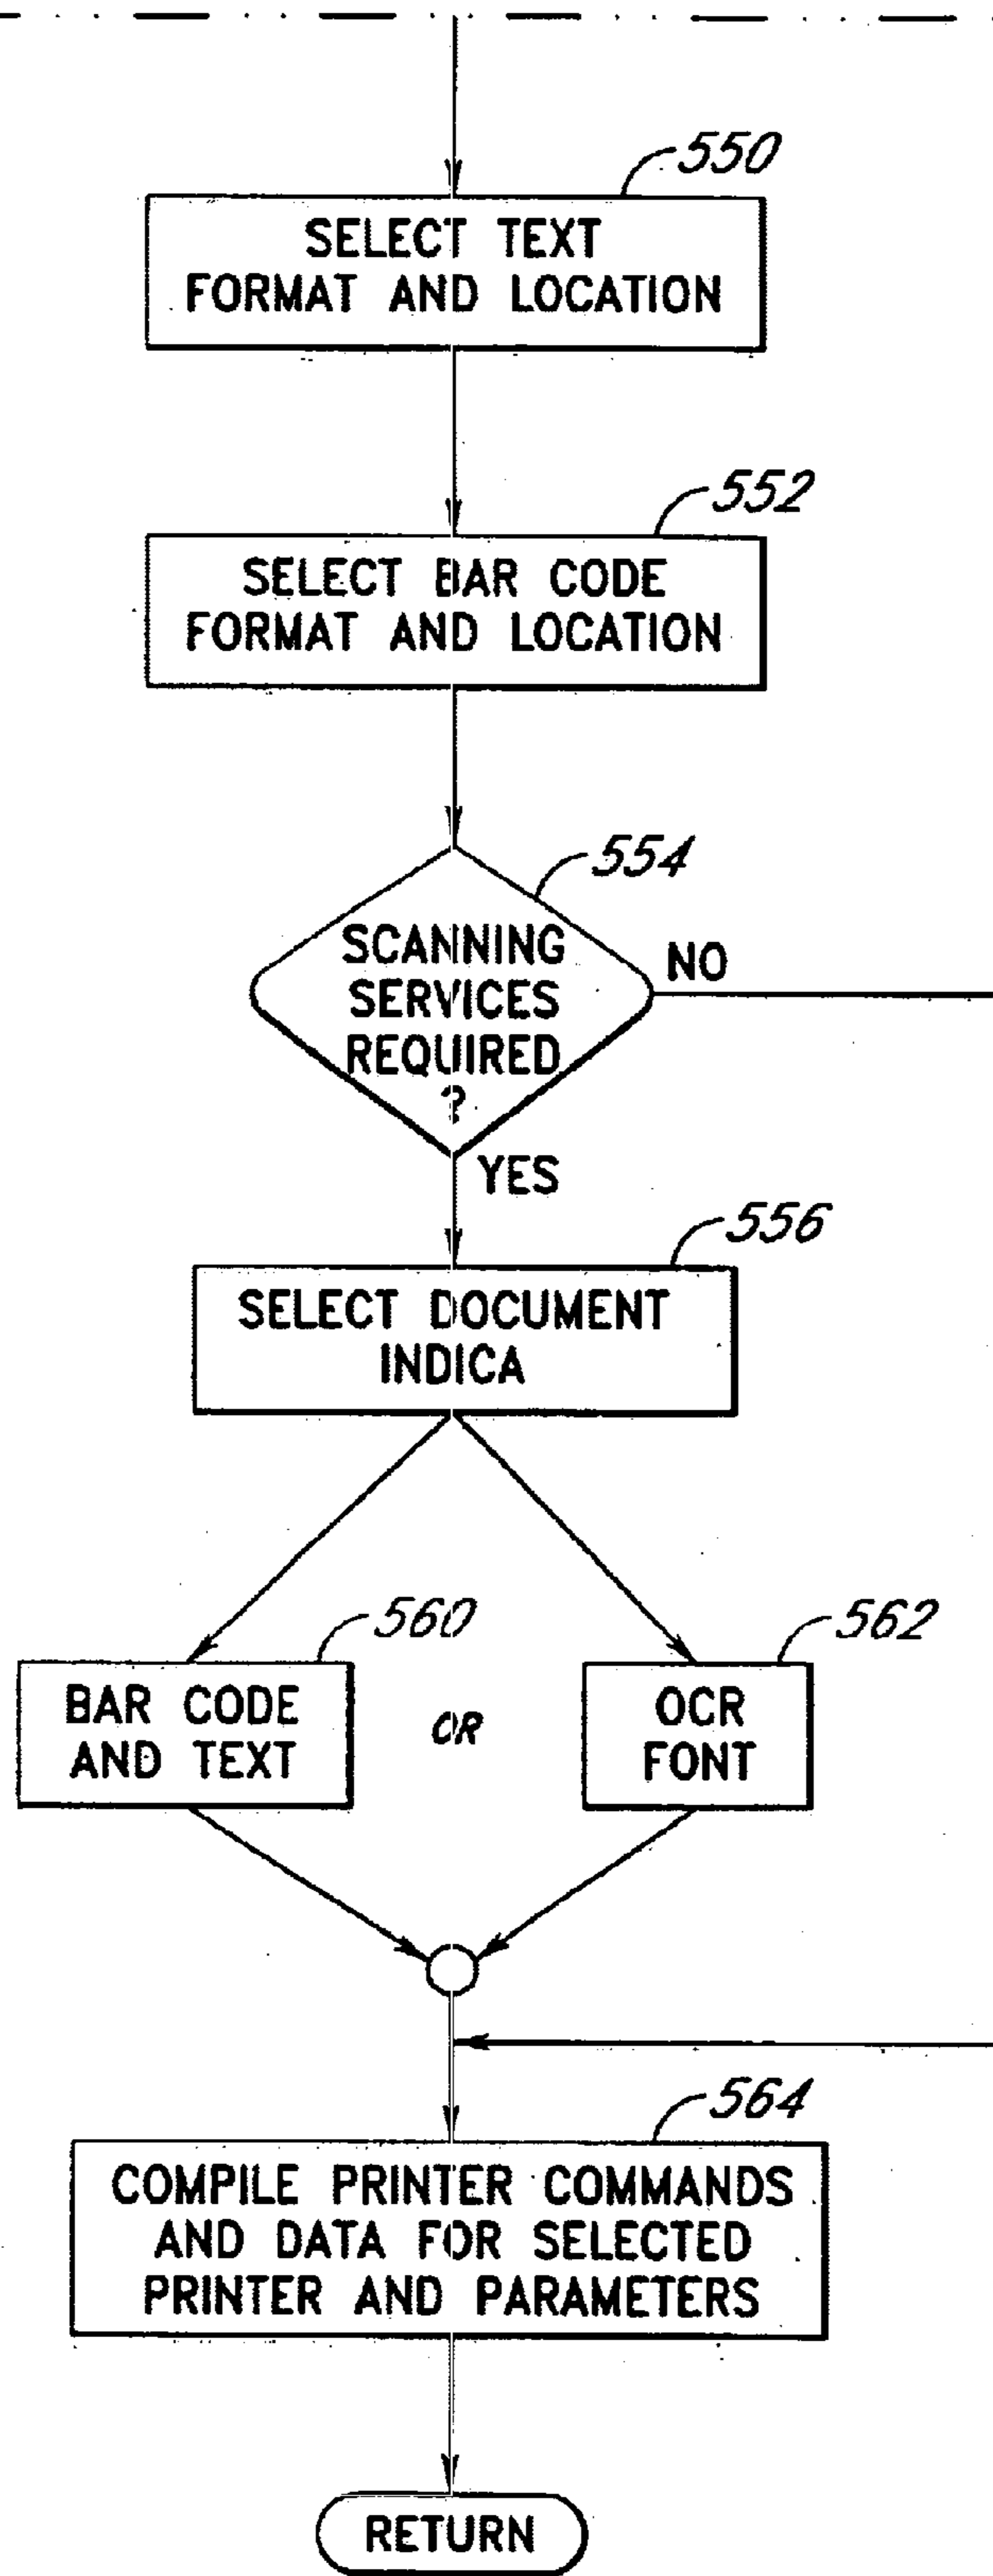 550
SELECT TEXT
FORMAT AND LOCATION
552
SELECT BAR CODE
FORMAT AND LOCATION
554
SCANNING
SERVICES
REQUIRED
?
NO
YES
556
SELECT DOCUMENT
INDICA
560
BAR CODE
AND TEXT
OR
562
OCR
FONT
564
COMPILE PRINTER COMMANDS
AND DATA FOR SELECTED
PRINTER AND PARAMETERS
RETURN